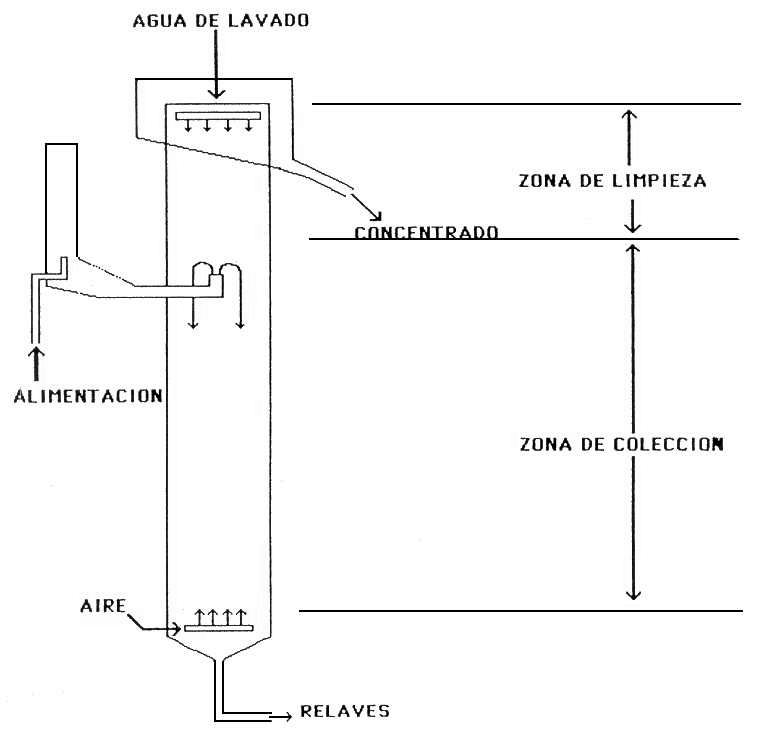 AGUA DE LAVADO
ZONA DE LIMPIEZA
CONCENTRADO
ALIMENTACION
ZONA DE COLECCION
AIRE
RELAVES